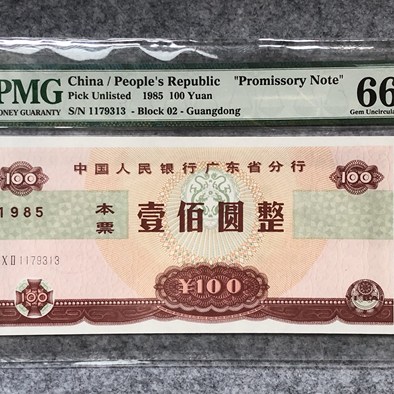 PMG China / People's Republic "Promissory Note" 66
Pick Unlisted 1985 100 Yuan
MONEY GUARANTY S/N 1179313 - Block 02 - Guangdong Gem Uncircula
100 中国人民银行广东省分行 100
1985 本票 壹佰圆整
XⅡ1179313
100 ¥100